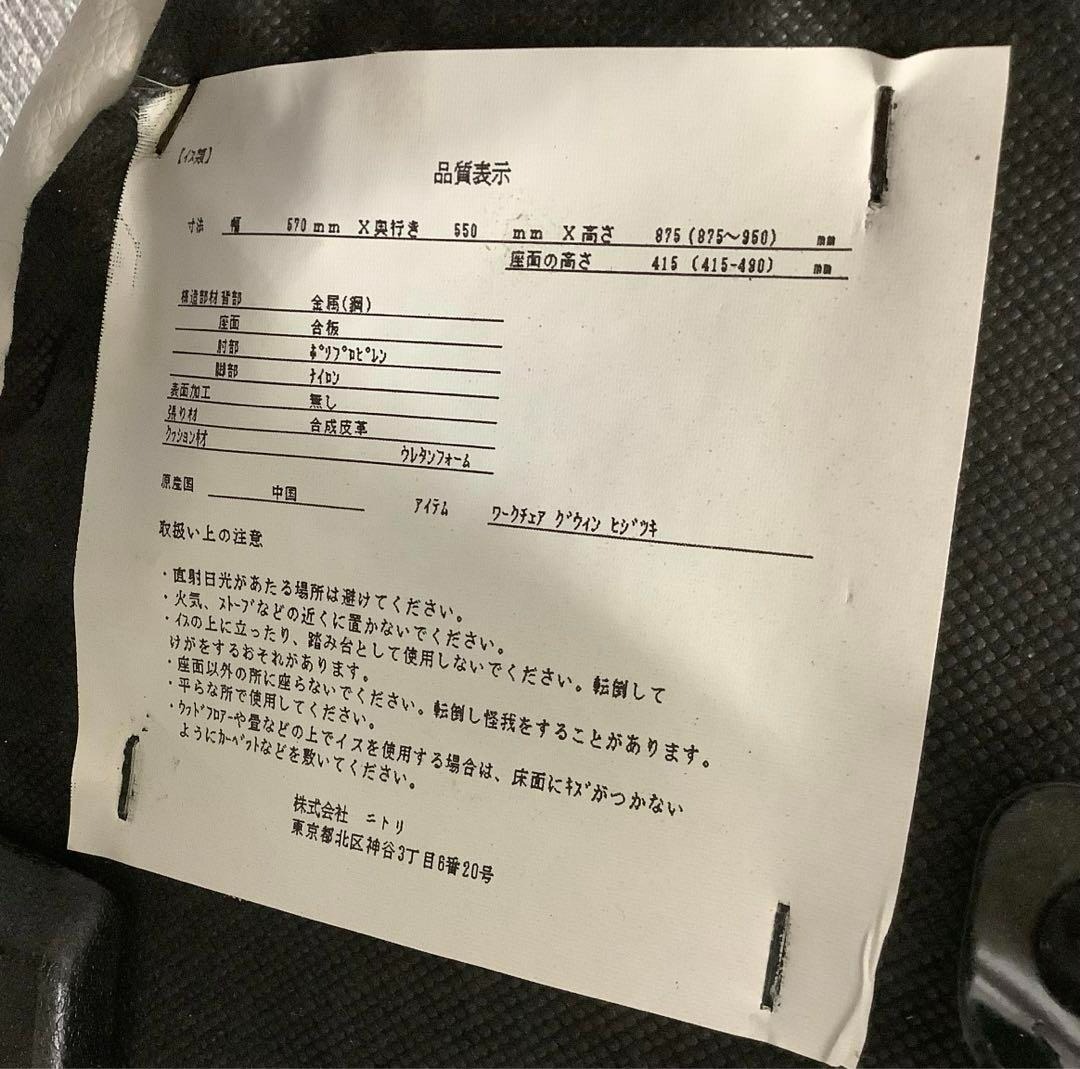 【ｲｽ類】
品質表示
寸法 幅 570 mm X奥行き 550 mm X高さ 875 (875〜950) mm
座面の高さ 415 (415-490) mm
構造部材 背部 金属(鋼)
座面 合板
肘部 ﾎﾟﾘﾌﾟﾛﾋﾟﾚﾝ
脚部 ﾅｲﾛﾝ
表面加工 無し
張り材 合成皮革
ｸｯｼｮﾝ材 ウレタンフォーム
原産国 中国 アイテム ワークチェア グウィン ヒジツキ
取扱い上の注意
・直射日光があたる場所は避けてください。
・火気、ｽﾄｰﾌﾞなどの近くに置かないでください。
・ｲｽの上に立ったり、踏み台として使用しないでください。転倒して
けがをするおそれがあります。
・座面以外の所に座らないでください。転倒し怪我をすることがあります。
・平らな所で使用してください。
・ｳｯﾄﾞﾌﾛｱｰや畳などの上でイスを使用する場合は、床面にｷｽﾞがつかない
ようにｶｰﾍﾟｯﾄなどを敷いてください。
株式会社 ニトリ
東京都北区神谷3丁目6番20号